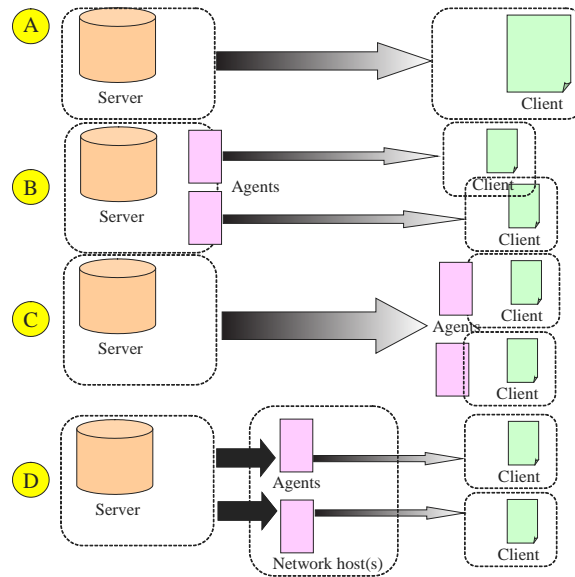 A
Server
Client
B
Server
Agents
Client
Client
C
Server
Agents
Client
Client
D
Server
Agents
Network host(s)
Client
Client